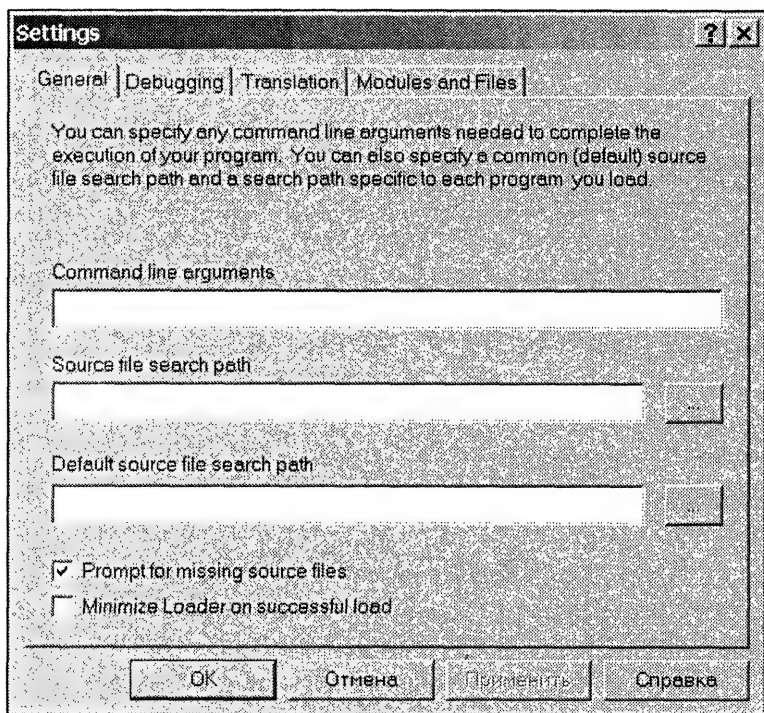 Settings
General Debugging Translation Modules and Files
You can specify any command line arguments needed to complete the
execution of your program. You can also specify a common (default) source
file search path and a search path specific to each program you load.
Command line arguments
Source file search path
...
Default source file search path
...
Prompt for missing source files
Minimize Loader on successful load
OK Отмена Применить Справка